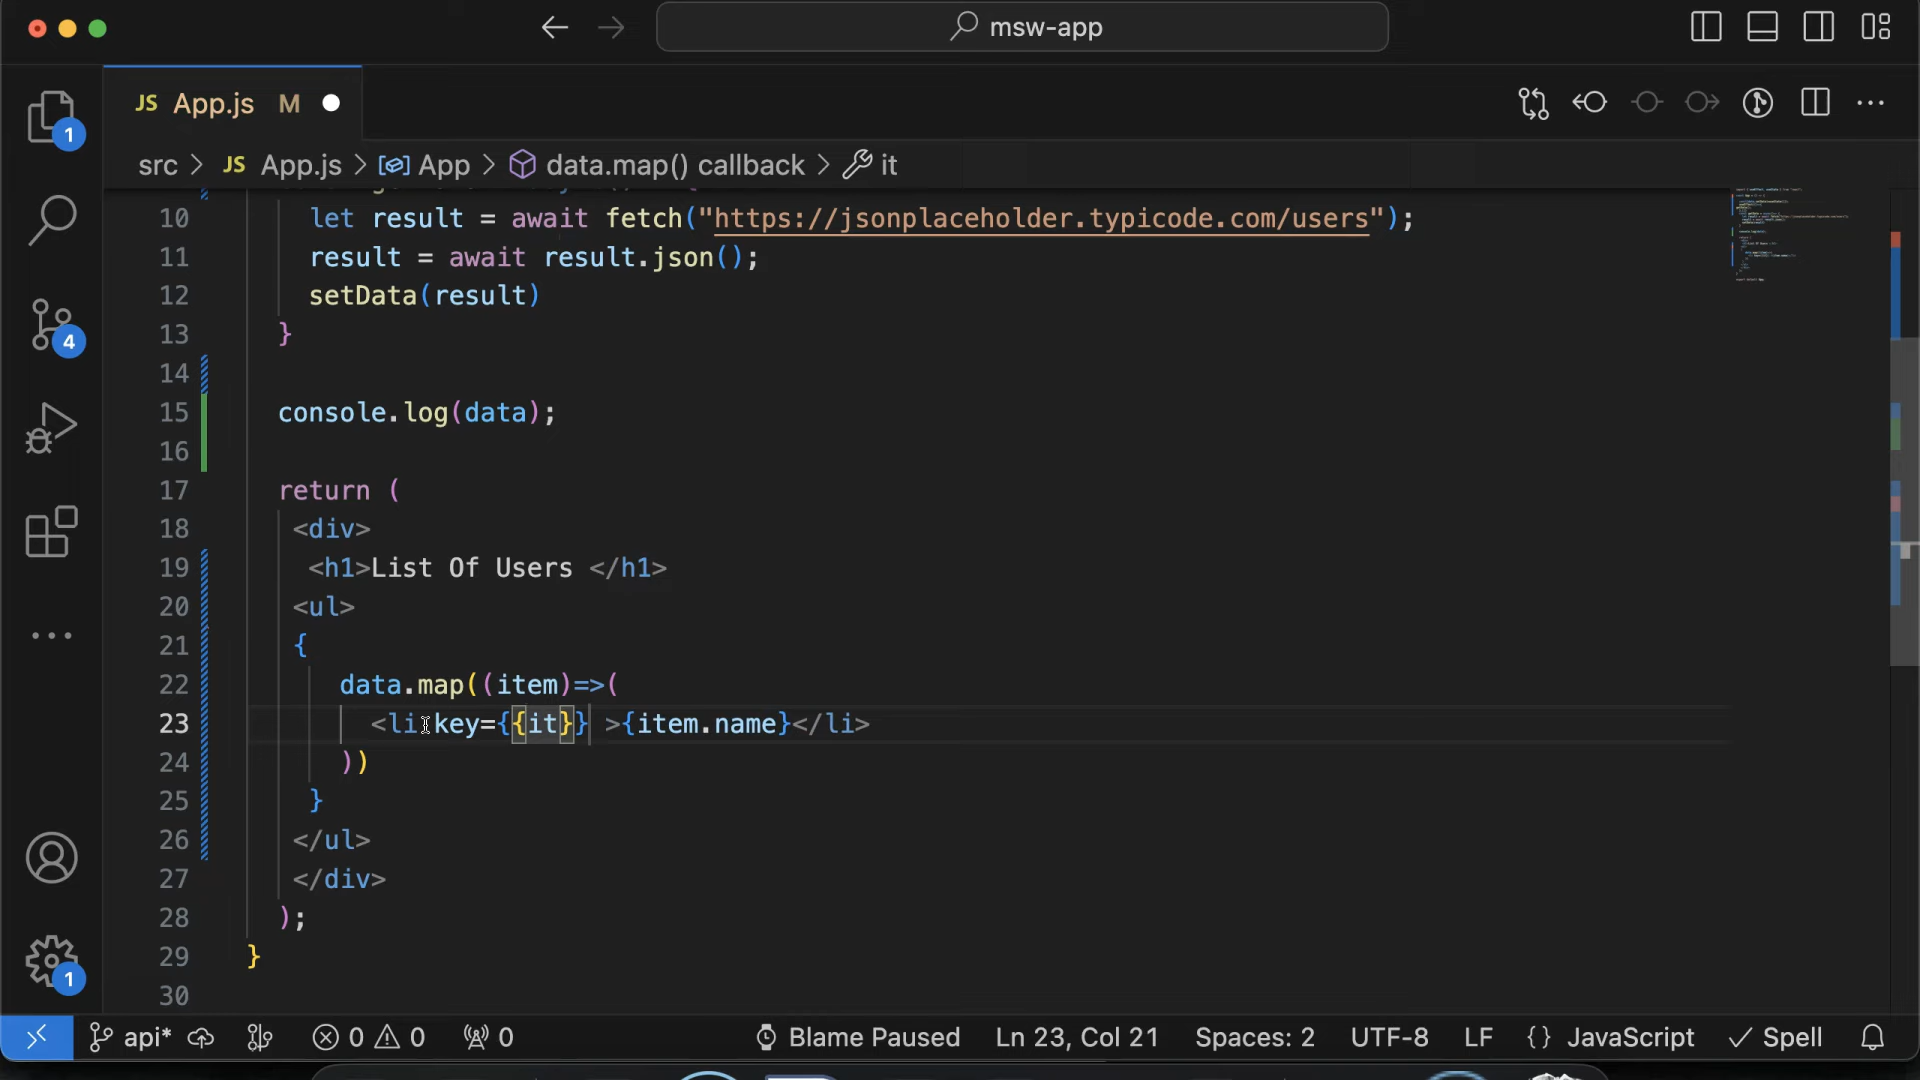 msw-app
JS App.js M
src > JS App.js > App > data.map() callback > it
10 let result = await fetch("https://jsonplaceholder.typicode.com/users");
11 result = await result.json();
12 setData(result)
13 }
14
15 console.log(data);
16
17 return (
18 <div>
19 <h1>List Of Users </h1>
20 <ul>
21 {
22 data.map((item)=>(
23 <li key={{it}} >{item.name}</li>
24 ))
25 }
26 </ul>
27 </div>
28 );
29 }
30
1
4
1
api* 0 0 0 Blame Paused Ln 23, Col 21 Spaces: 2 UTF-8 LF {} JavaScript Spell